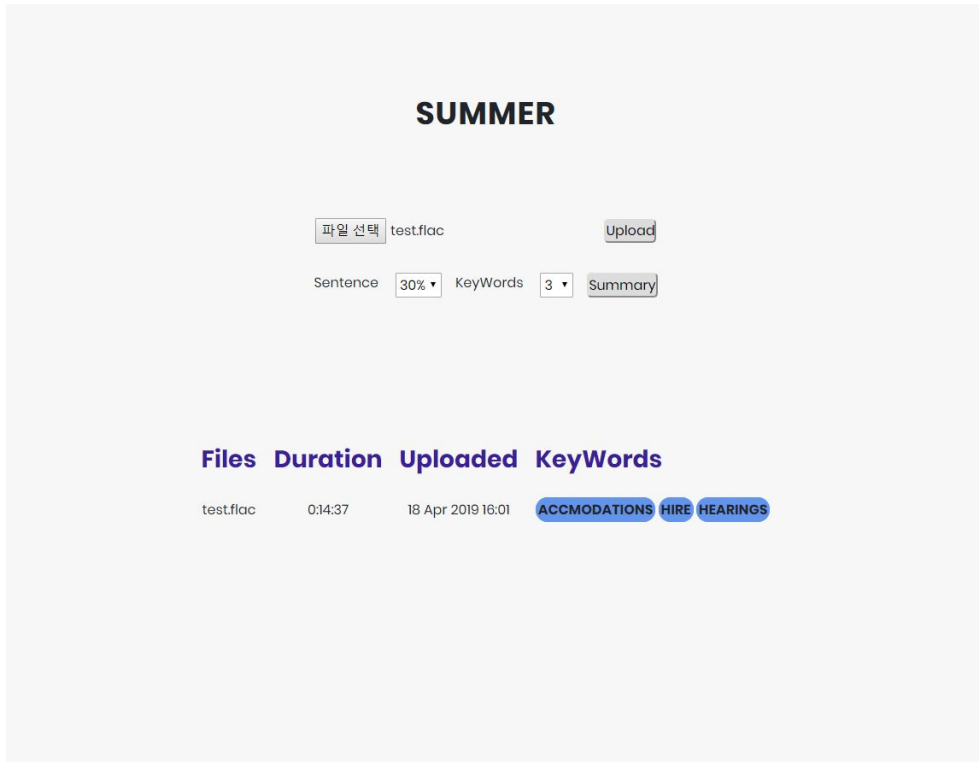 SUMMER
파일 선택 test.flac Upload
Sentence 30% KeyWords 3 Summary
Files Duration Uploaded KeyWords
test.flac 0:14:37 18 Apr 2019 16:01 ACCMODATIONS HIRE HEARINGS